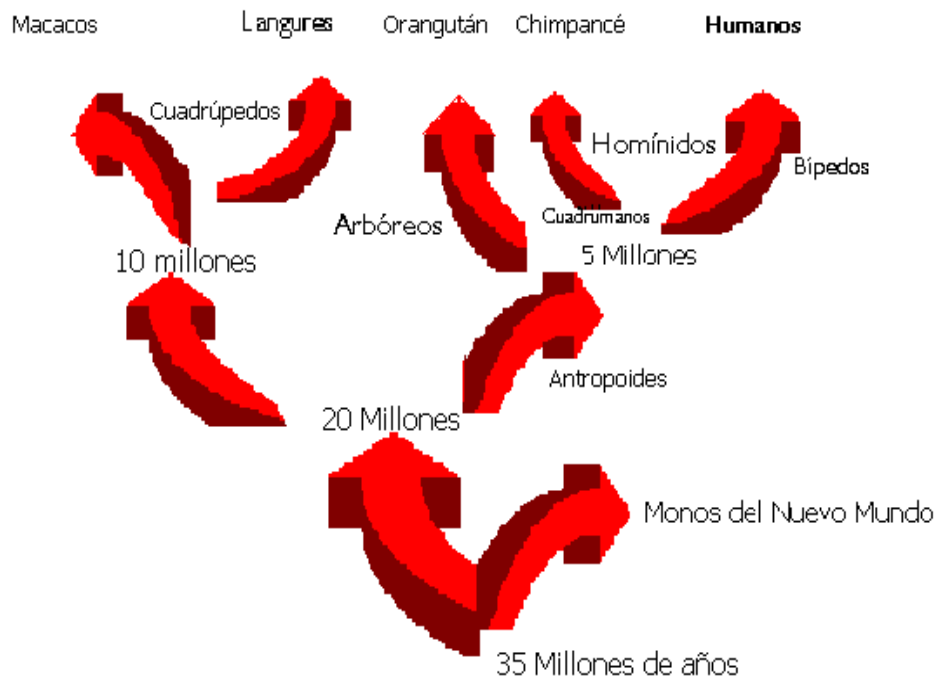 Macacos
Langures
Orangután
Chimpancé
Humanos
Cuadrúpedos
Homínidos
Bípedos
Arbóreos
Cuadrúmanos
10 millones
5 Millones
Antropoides
20 Millones
Monos del Nuevo Mundo
35 Millones de años